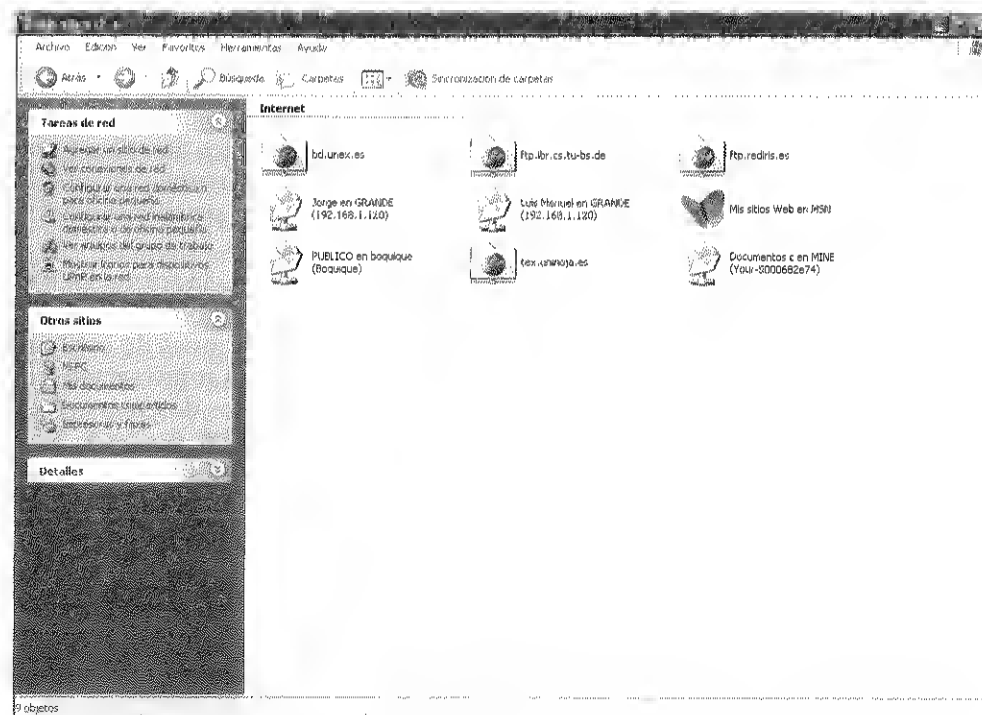 Archivo Edición Ver Favoritos Herramientas Ayuda
Atrás Búsqueda Carpetas Sincronización de carpetas
Tareas de red
Agregar un sitio de red
Ver conexiones de red
Configurar una red doméstica o
para oficina pequeña
Configurar una red inalámbrica
doméstica o de oficina pequeña
Ver equipos del grupo de trabajo
Mostrar iconos para dispositivos
UPnP en la red
Otros sitios
Escritorio
Mi PC
Mis documentos
Documentos compartidos
Impresoras y faxes
Detalles
Internet
bd.unex.es
ftp.ibr.cs.tu-bs.de
ftp.rediris.es
Jorge en GRANDE
(192.168.1.120)
Luis Manuel en GRANDE
(192.168.1.120)
Mis sitios Web en MSN
PUBLICO en boquique
(Boquique)
Documentos c en MINE
(Your-5000682e74)
9 objetos